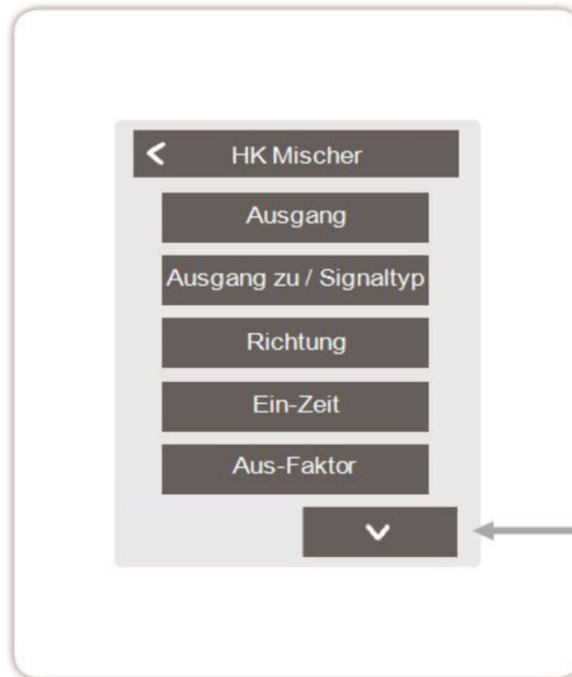 HK Mischer
Ausgang
Ausgang zu / Signaltyp
Richtung
Ein-Zeit
Aus-Faktor